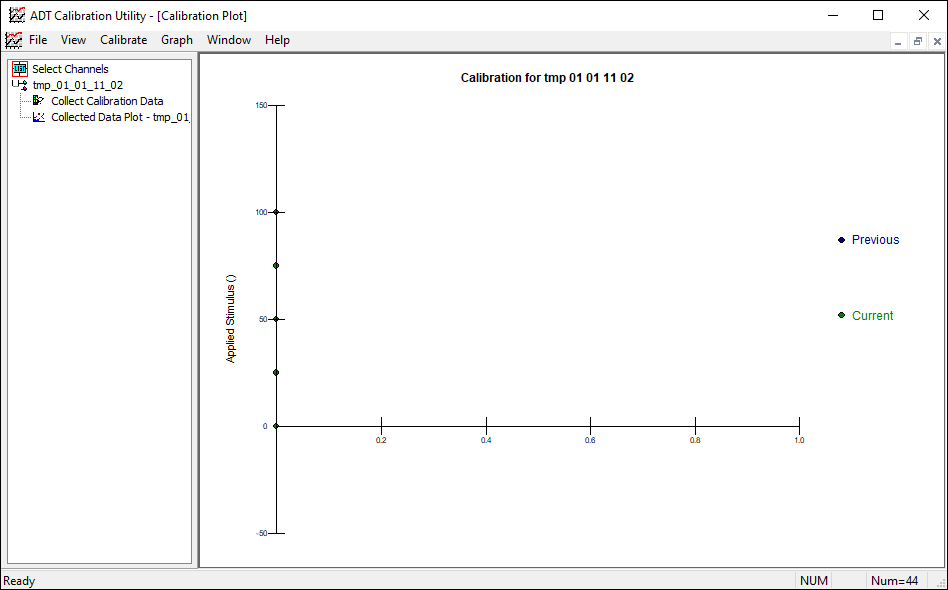 ADT Calibration Utility - [Calibration Plot]
File View Calibrate Graph Window Help
Select Channels
tmp_01_01_11_02
Collect Calibration Data
Collected Data Plot - tmp_01_
Calibration for tmp 01 01 11 02
150
100
50
0
-50
Applied Stimulus ()
0.2 0.4 0.6 0.8 1.0
Previous
Current
Ready NUM Num=44